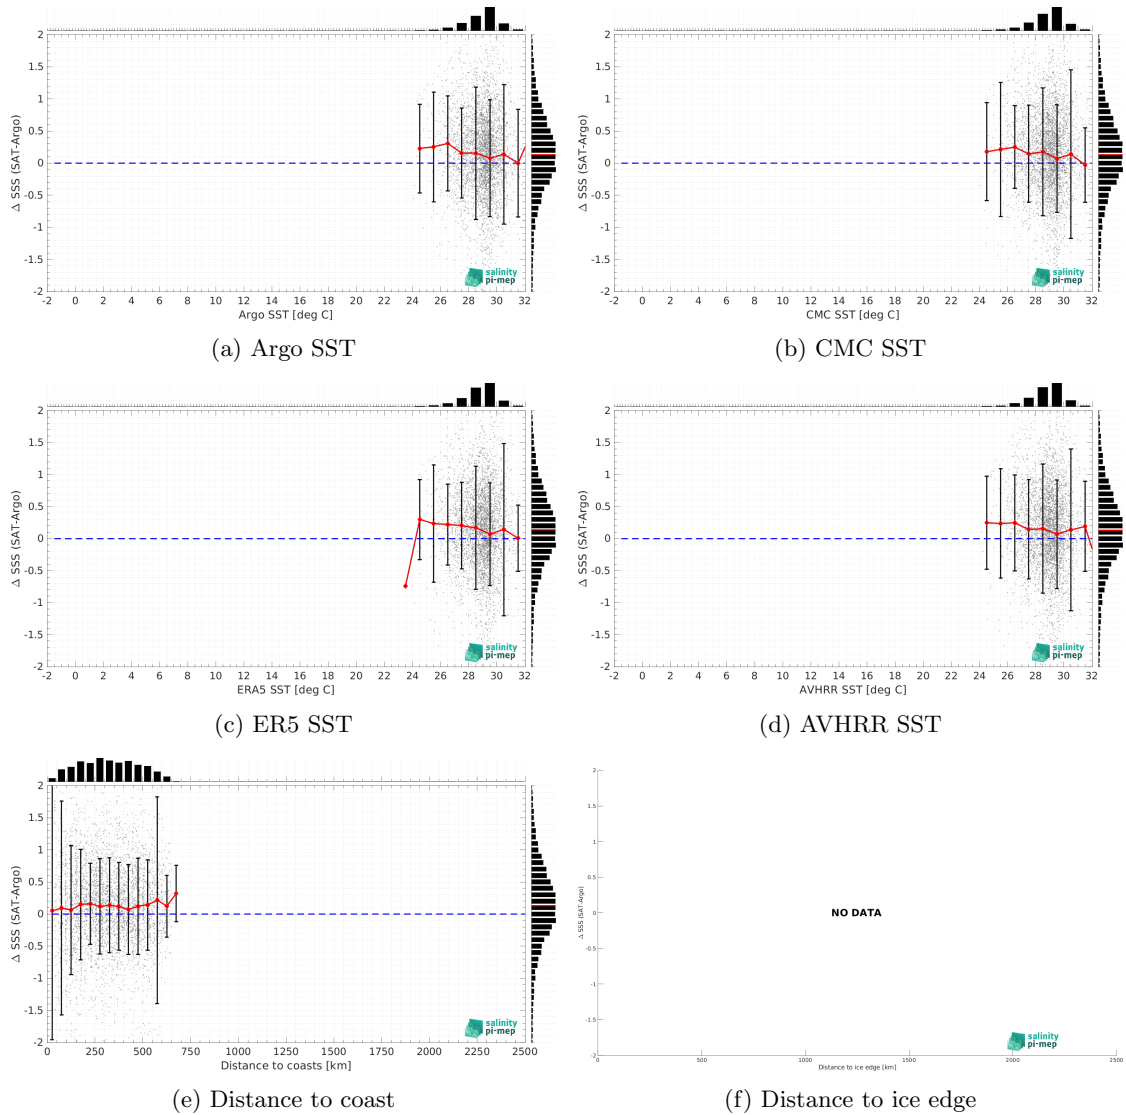 2
1.5
1
0.5
0
-0.5
-1
-1.5
-2
Δ SSS (SAT-Argo)
-2 0 2 4 6 8 10 12 14 16 18 20 22 24 26 28 30 32
Argo SST [deg C]
salinity
pi-mep
(a) Argo SST
2
1.5
1
0.5
0
-0.5
-1
-1.5
-2
Δ SSS (SAT-Argo)
-2 0 2 4 6 8 10 12 14 16 18 20 22 24 26 28 30 32
CMC SST [deg C]
salinity
pi-mep
(b) CMC SST
2
1.5
1
0.5
0
-0.5
-1
-1.5
-2
Δ SSS (SAT-Argo)
-2 0 2 4 6 8 10 12 14 16 18 20 22 24 26 28 30 32
ERA5 SST [deg C]
salinity
pi-mep
(c) ER5 SST
2
1.5
1
0.5
0
-0.5
-1
-1.5
-2
Δ SSS (SAT-Argo)
-2 0 2 4 6 8 10 12 14 16 18 20 22 24 26 28 30 32
AVHRR SST [deg C]
salinity
pi-mep
(d) AVHRR SST
2
1.5
1
0.5
0
-0.5
-1
-1.5
-2
Δ SSS (SAT-Argo)
0 250 500 750 1000 1250 1500 1750 2000 2250 2500
Distance to coasts [km]
salinity
pi-mep
(e) Distance to coast
2
1.5
1
0.5
0
-0.5
-1
-1.5
-2
Δ SSS (SAT-Argo)
NO DATA
0 500 1000 1500 2000 2500
Distance to ice edge [km]
salinity
pi-mep
(f) Distance to ice edge